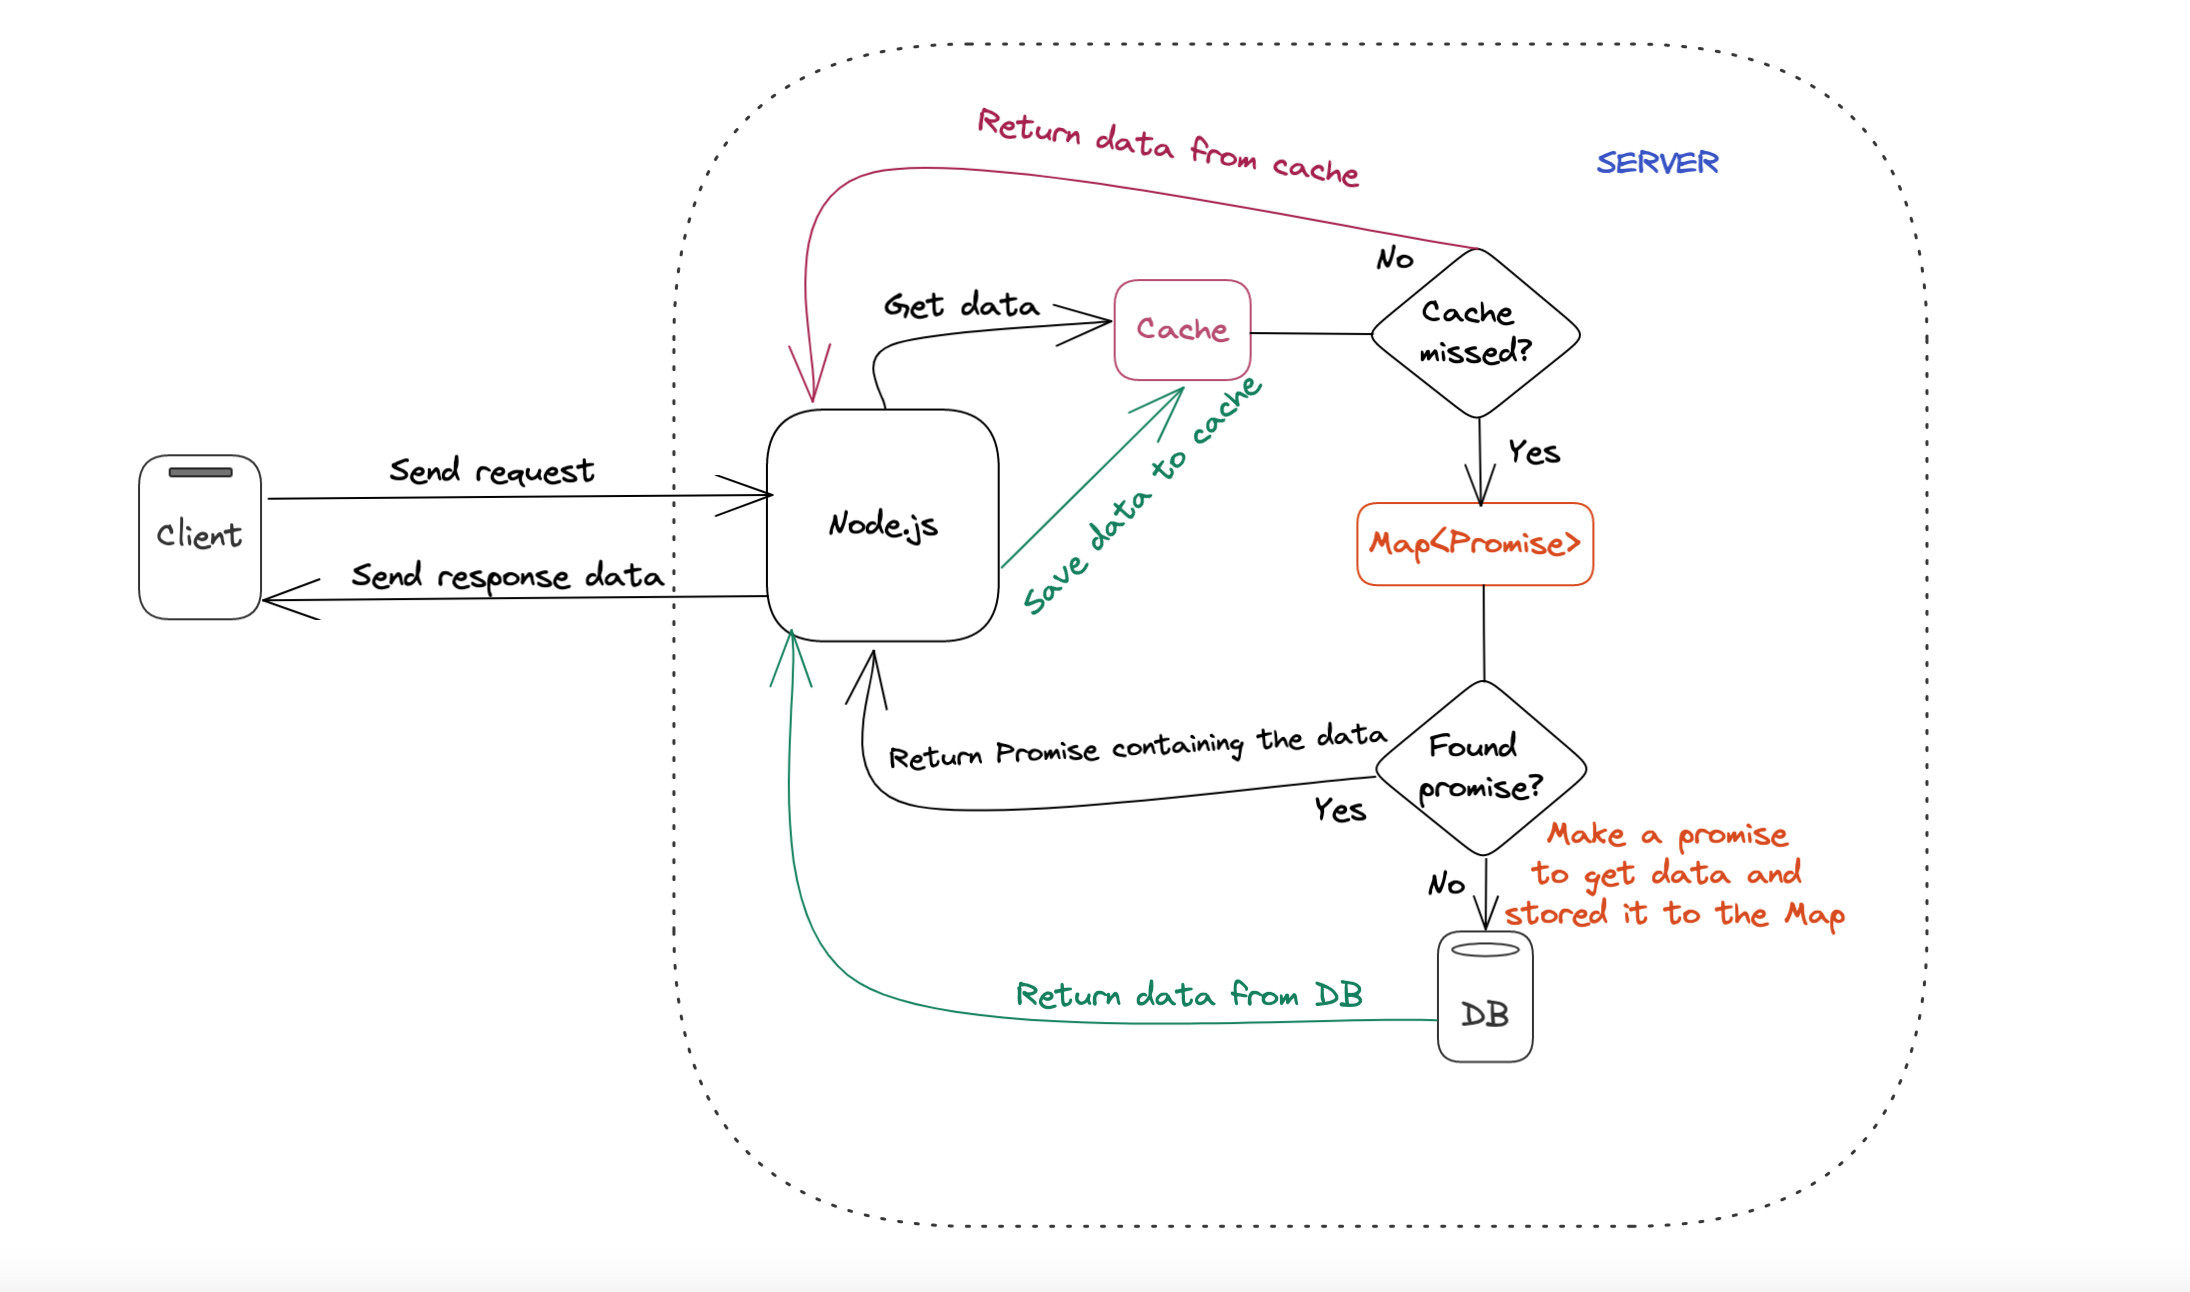 Return data from cache
SERVER
No
Get data
Cache
Cache
missed?
Save data to cache
Yes
Send request
Client
Node.js
Map<Promise>
Send response data
Return Promise containing the data
Found
promise?
Yes
Make a promise
to get data and
stored it to the Map
No
Return data from DB
DB